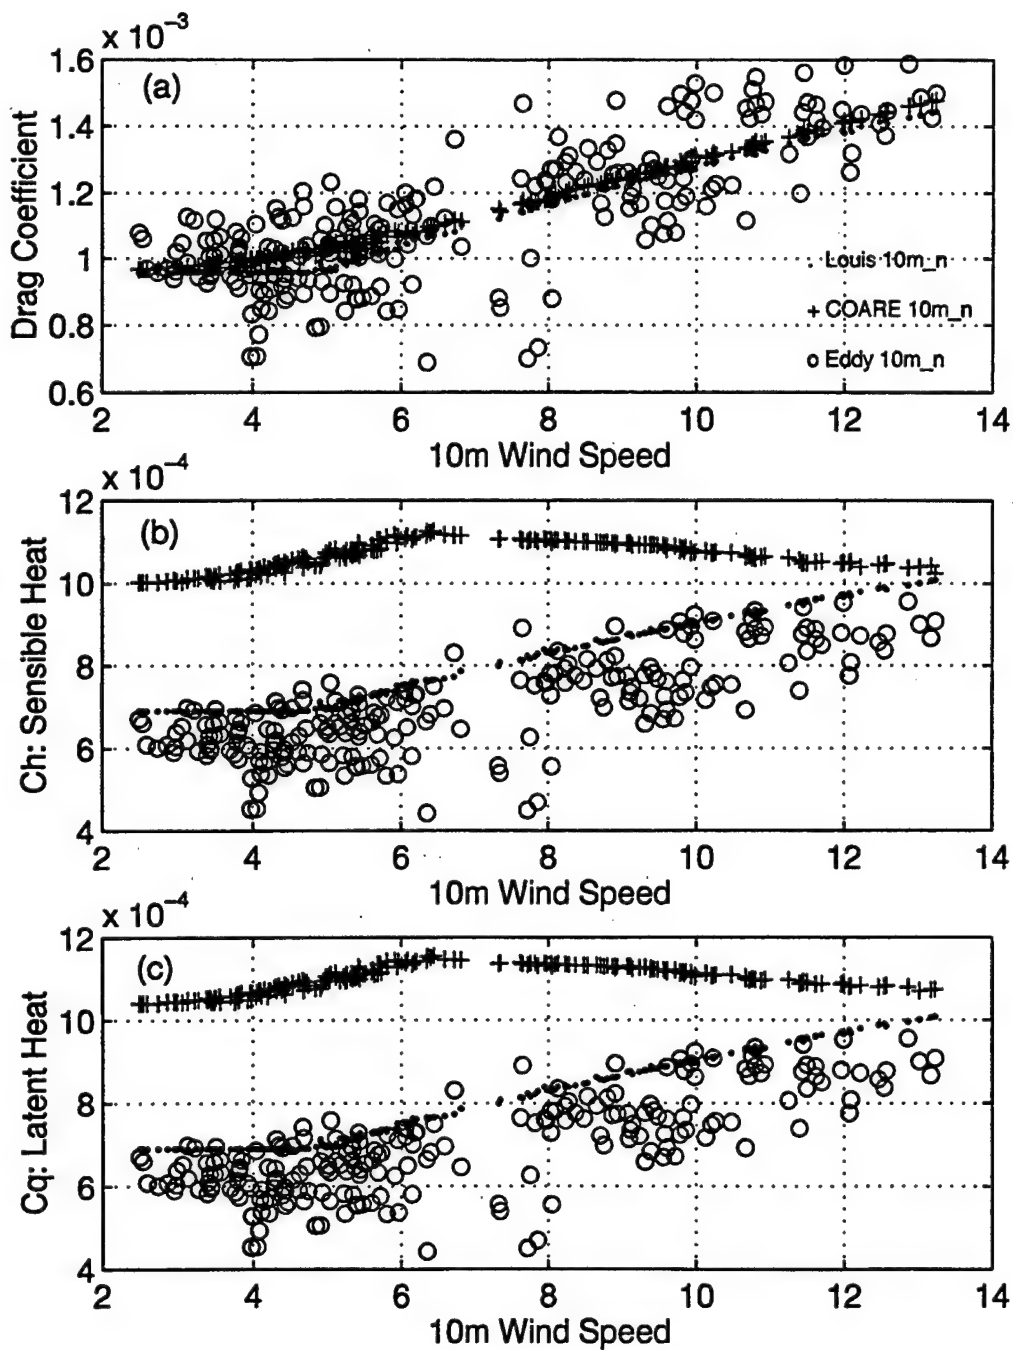 x 10⁻³
1.6
(a)
1.4
1.2
1
0.8
0.6
Drag Coefficient
. Louis 10m_n
+ COARE 10m_n
o Eddy 10m_n
2 4 6 8 10 12 14
10m Wind Speed
x 10⁻⁴
12
(b)
10
8
6
4
Ch: Sensible Heat
2 4 6 8 10 12 14
10m Wind Speed
x 10⁻⁴
12
(c)
10
8
6
4
Cq: Latent Heat
2 4 6 8 10 12 14
10m Wind Speed